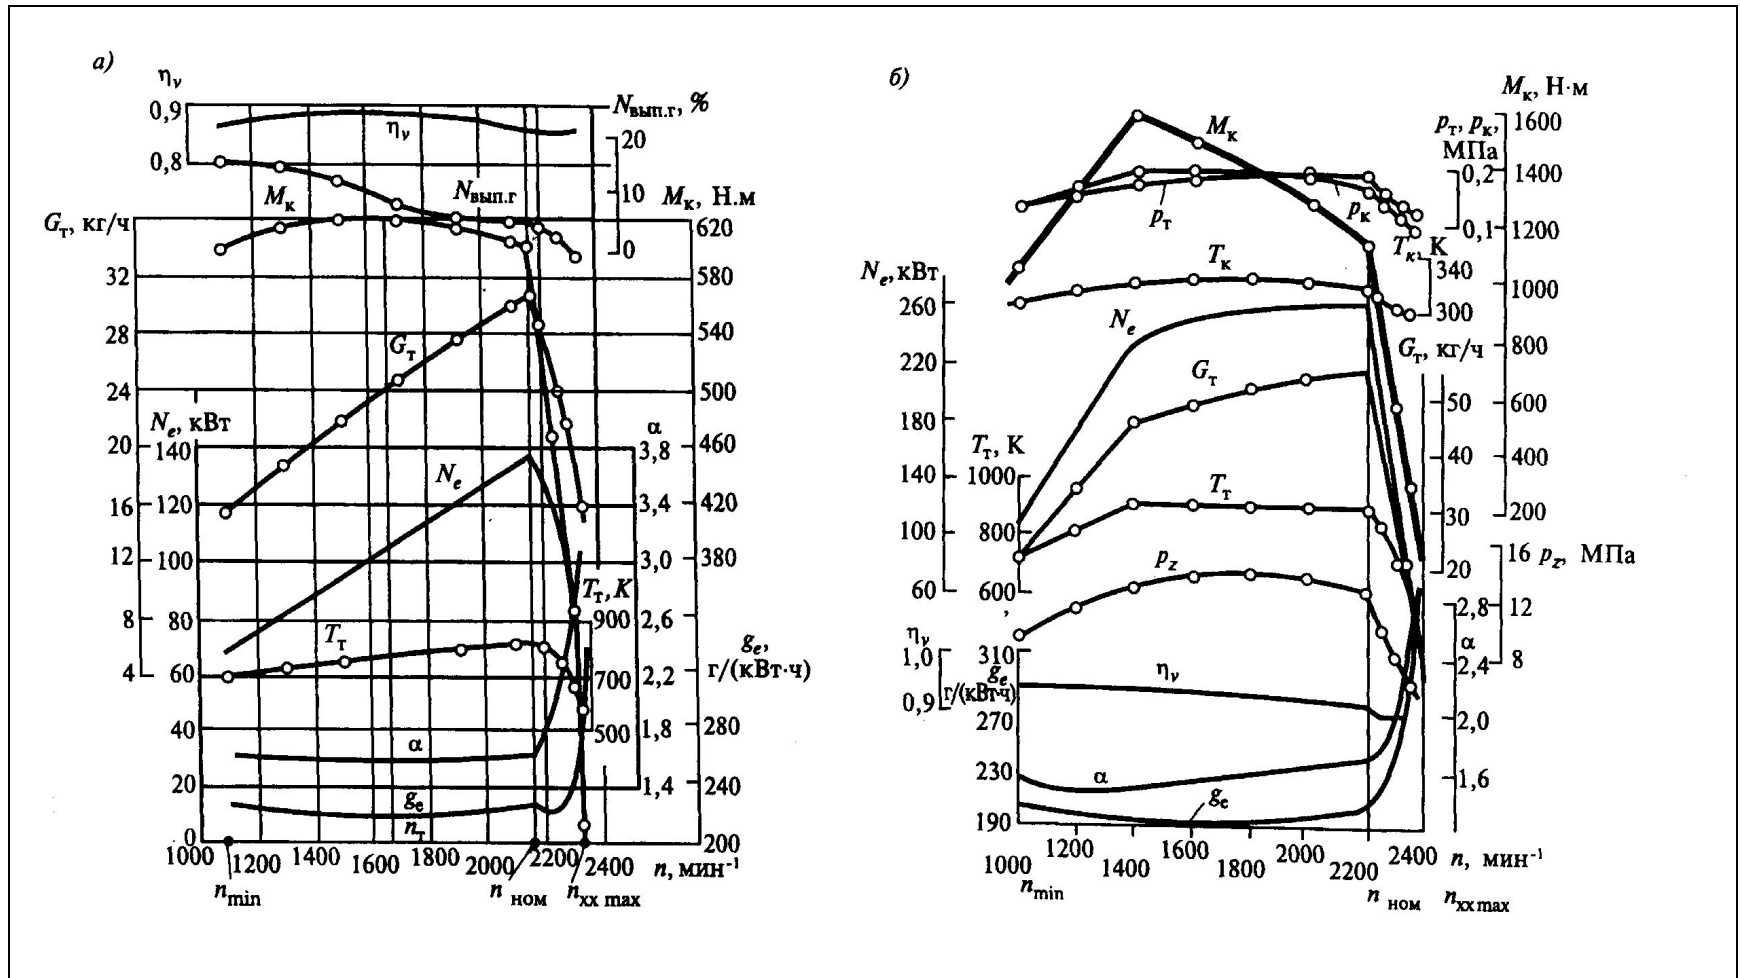 а)
η_v
0,9
0,8
η_v
N_вып.г, %
20
10
0
N_вып.г
M_к
M_к, Н.м
620
580
540
500
460
420
380
G_т, кг/ч
32
28
24
20
16
12
8
4
G_т
N_e, кВт
140
120
100
80
60
40
20
0
N_e
α
3,8
3,4
3,0
2,6
2,2
1,8
1,4
T_т, К
900
700
500
T_т
g_e,
г/(кВт·ч)
280
240
200
α
g_e
n_т
1000 1200 1400 1600 1800 2000 2200 2400 n, мин⁻¹
n_min n_ном n_xx max
б)
M_к, Н·м
1600
1400
1200
1000
800
600
400
200
p_т, p_к,
МПа
0,2
0,1
M_к
p_т
p_к
T_к, К
340
300
T_к
N_e, кВт
260
220
180
140
100
60
N_e
G_т, кг/ч
50
40
30
20
G_т
T_т, К
1000
800
600
T_т
16 p_z, МПа
12
8
p_z
2,8
α
2,4
2,0
1,6
η_v
1,0
0,9
η_v
310
g_e
г/(кВт·ч)
270
230
190
α
g_e
1000 1200 1400 1600 1800 2000 2200 2400 n, мин⁻¹
n_min n_ном n_xx max